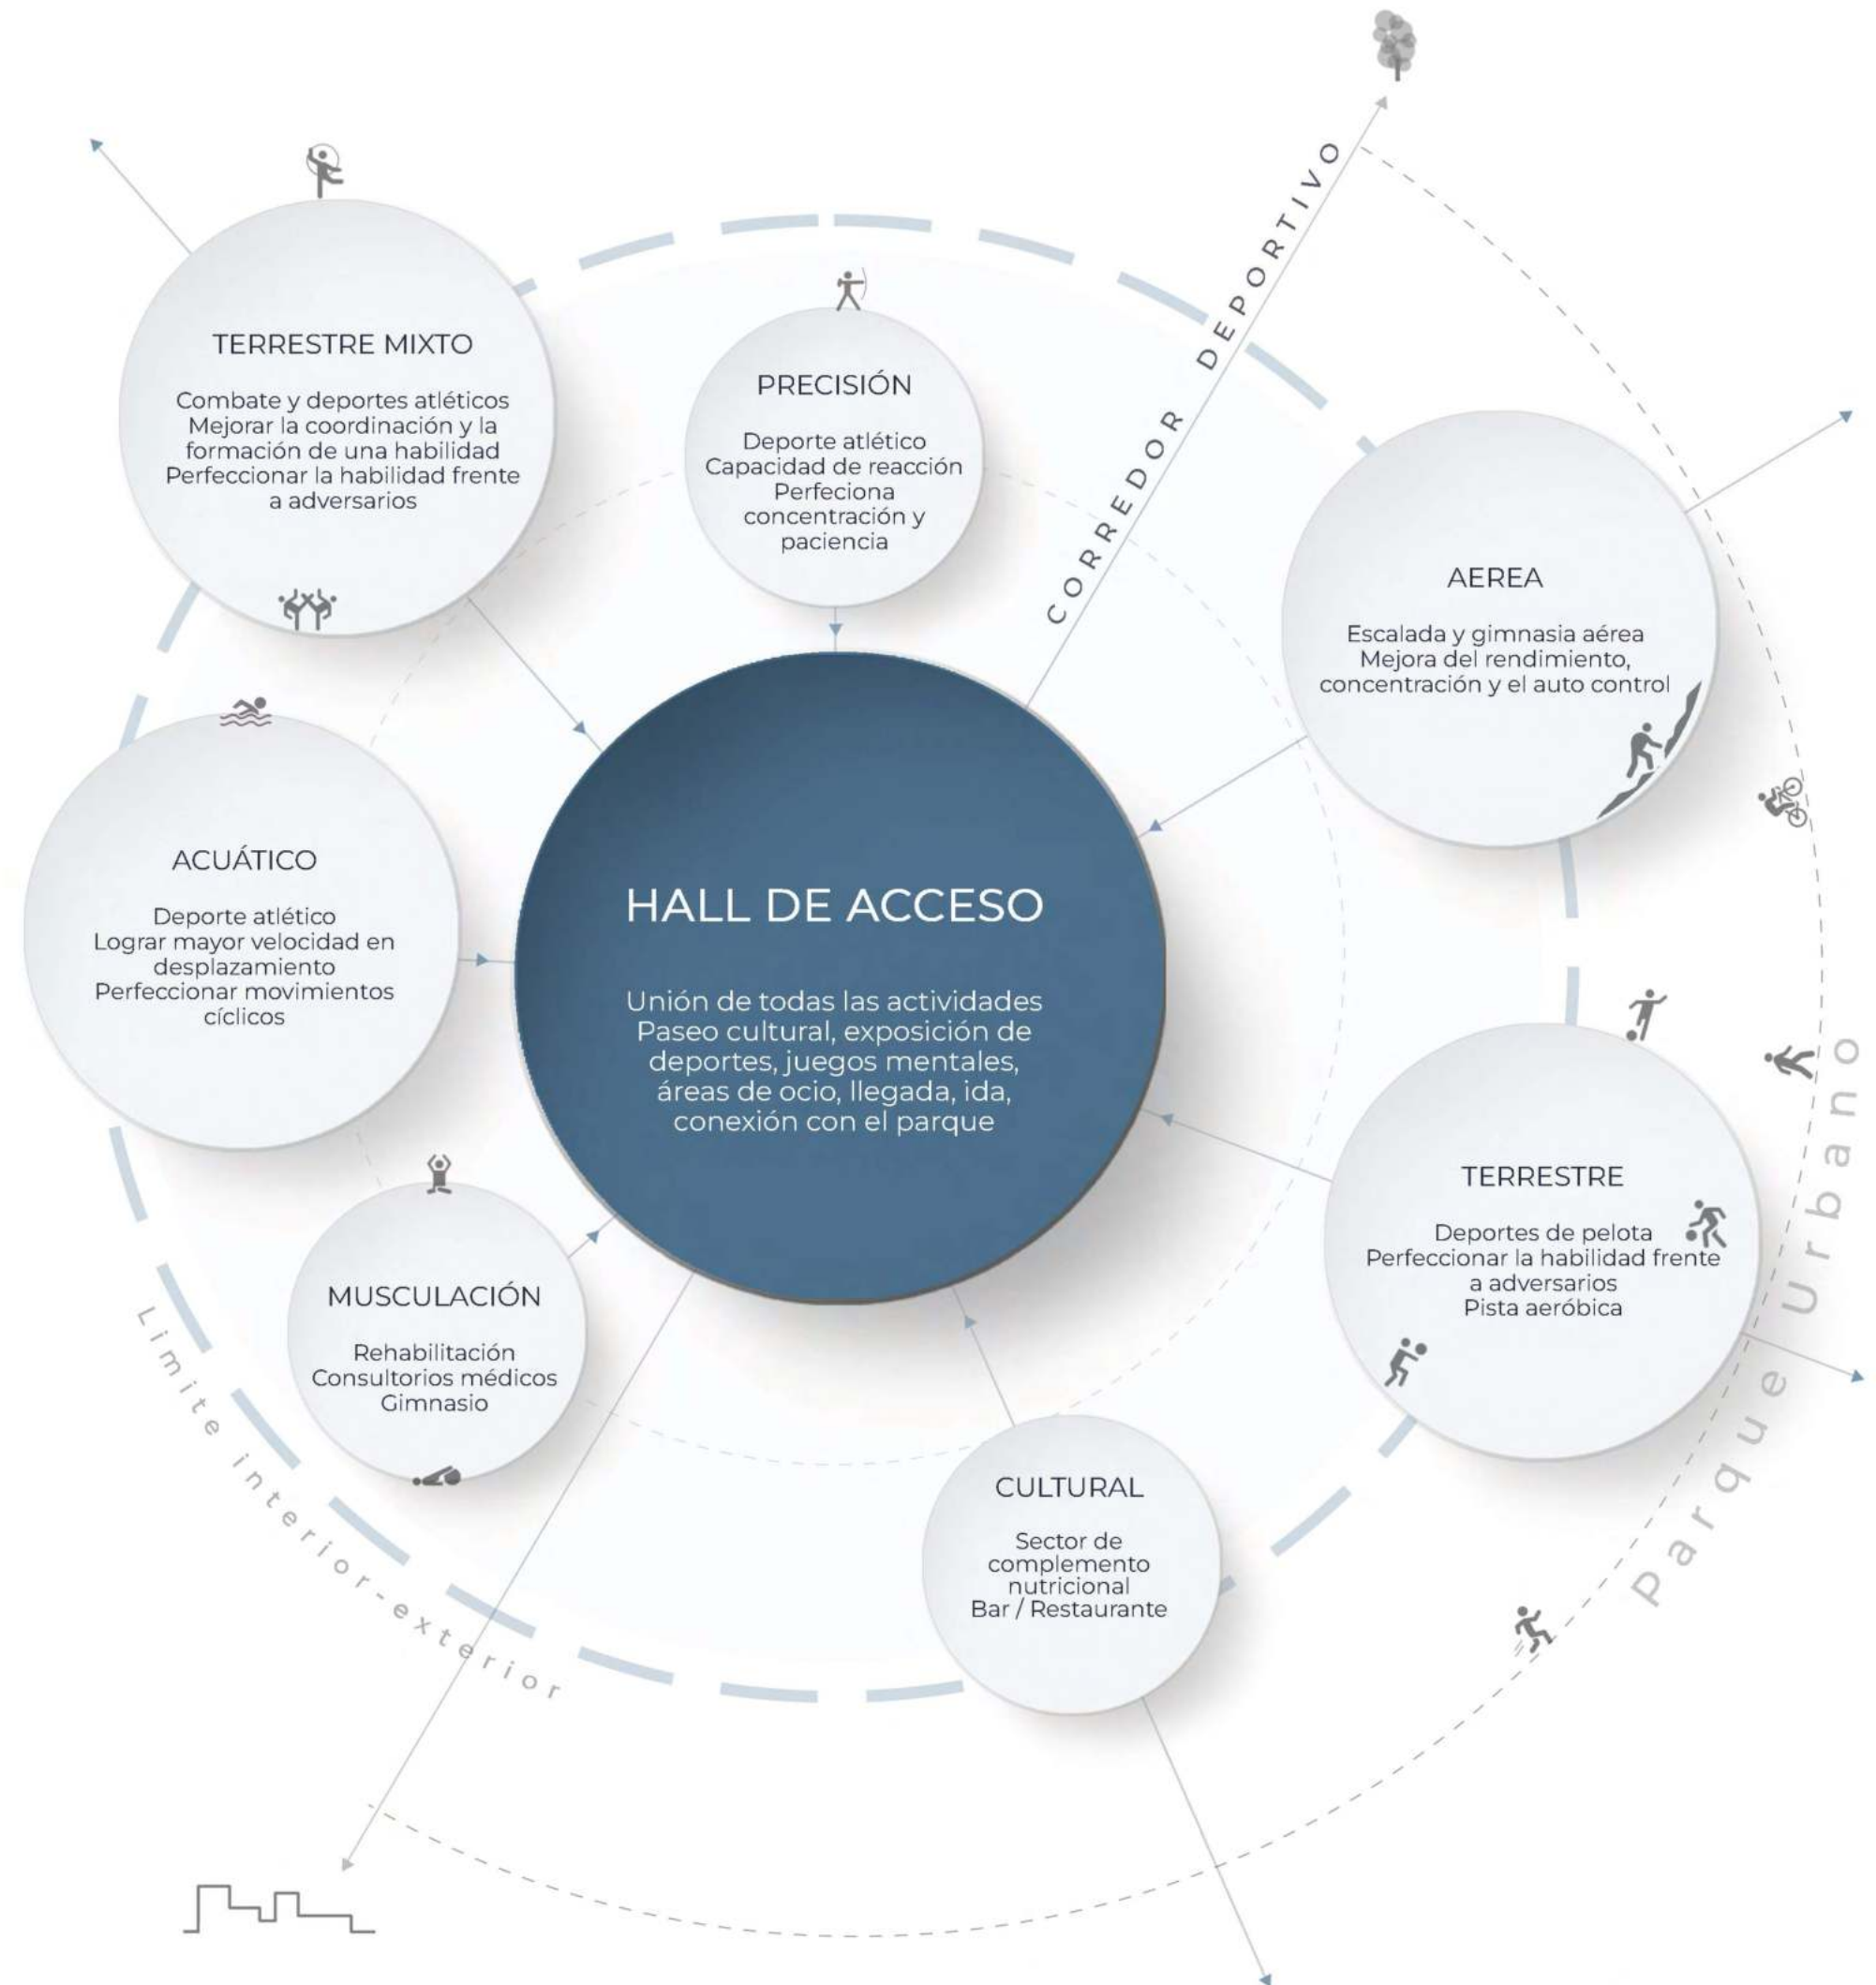 CORREDOR DEPORTIVO
TERRESTRE MIXTO
Combate y deportes atléticos
Mejorar la coordinación y la
formación de una habilidad
Perfeccionar la habilidad frente
a adversarios
PRECISIÓN
Deporte atlético
Capacidad de reacción
Perfeciona
concentración y
paciencia
AEREA
Escalada y gimnasia aérea
Mejora del rendimiento,
concentración y el auto control
ACUÁTICO
Deporte atlético
Lograr mayor velocidad en
desplazamiento
Perfeccionar movimientos
cíclicos
HALL DE ACCESO
Unión de todas las actividades
Paseo cultural, exposición de
deportes, juegos mentales,
áreas de ocio, llegada, ida,
conexión con el parque
TERRESTRE
Deportes de pelota
Perfeccionar la habilidad frente
a adversarios
Pista aeróbica
Parque Urbano
MUSCULACIÓN
Rehabilitación
Consultorios médicos
Gimnasio
Limite interior-exterior
CULTURAL
Sector de
complemento
nutricional
Bar / Restaurante